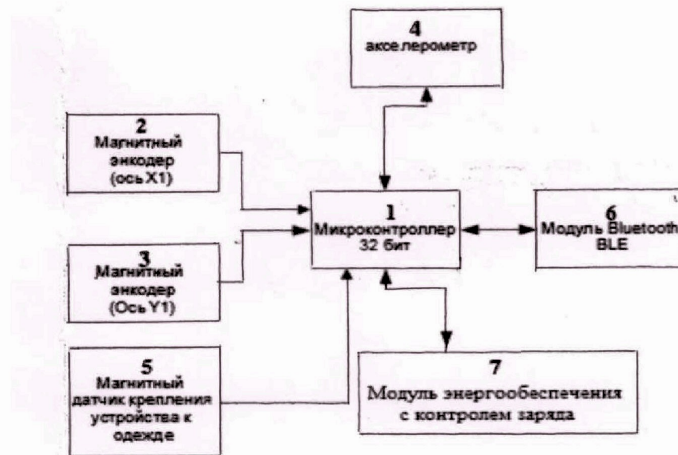 4
акселерометр
2
Магнитный
энкодер
(ось X1)
1
Микроконтроллер
32 бит
6
Модуль Bluetooth
BLE
3
Магнитный
энкодер
(Ось Y1)
5
Магнитный
датчик крепления
устройства к
одежде
7
Модуль энергообеспечения
с контролем заряда